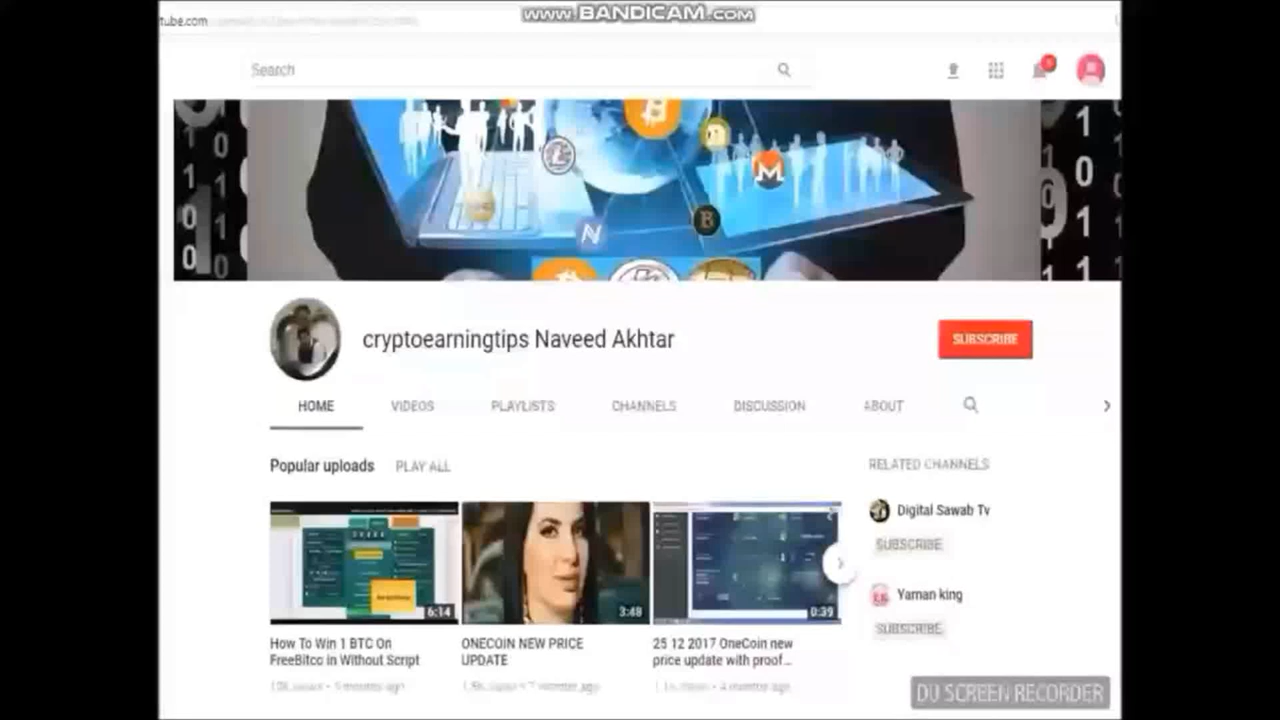 www.BANDICAM.com
tube.com
Search
cryptoearningtips Naveed Akhtar
SUBSCRIBE
HOME VIDEOS PLAYLISTS CHANNELS DISCUSSION ABOUT
Popular uploads PLAY ALL
RELATED CHANNELS
Digital Sawab Tv
SUBSCRIBE
Yaman king
SUBSCRIBE
6:14
3:48
0:39
How To Win 1 BTC On
FreeBitco in Without Script
ONECOIN NEW PRICE
UPDATE
25 12 2017 OneCoin new
price update with proof...
DU SCREEN RECORDER